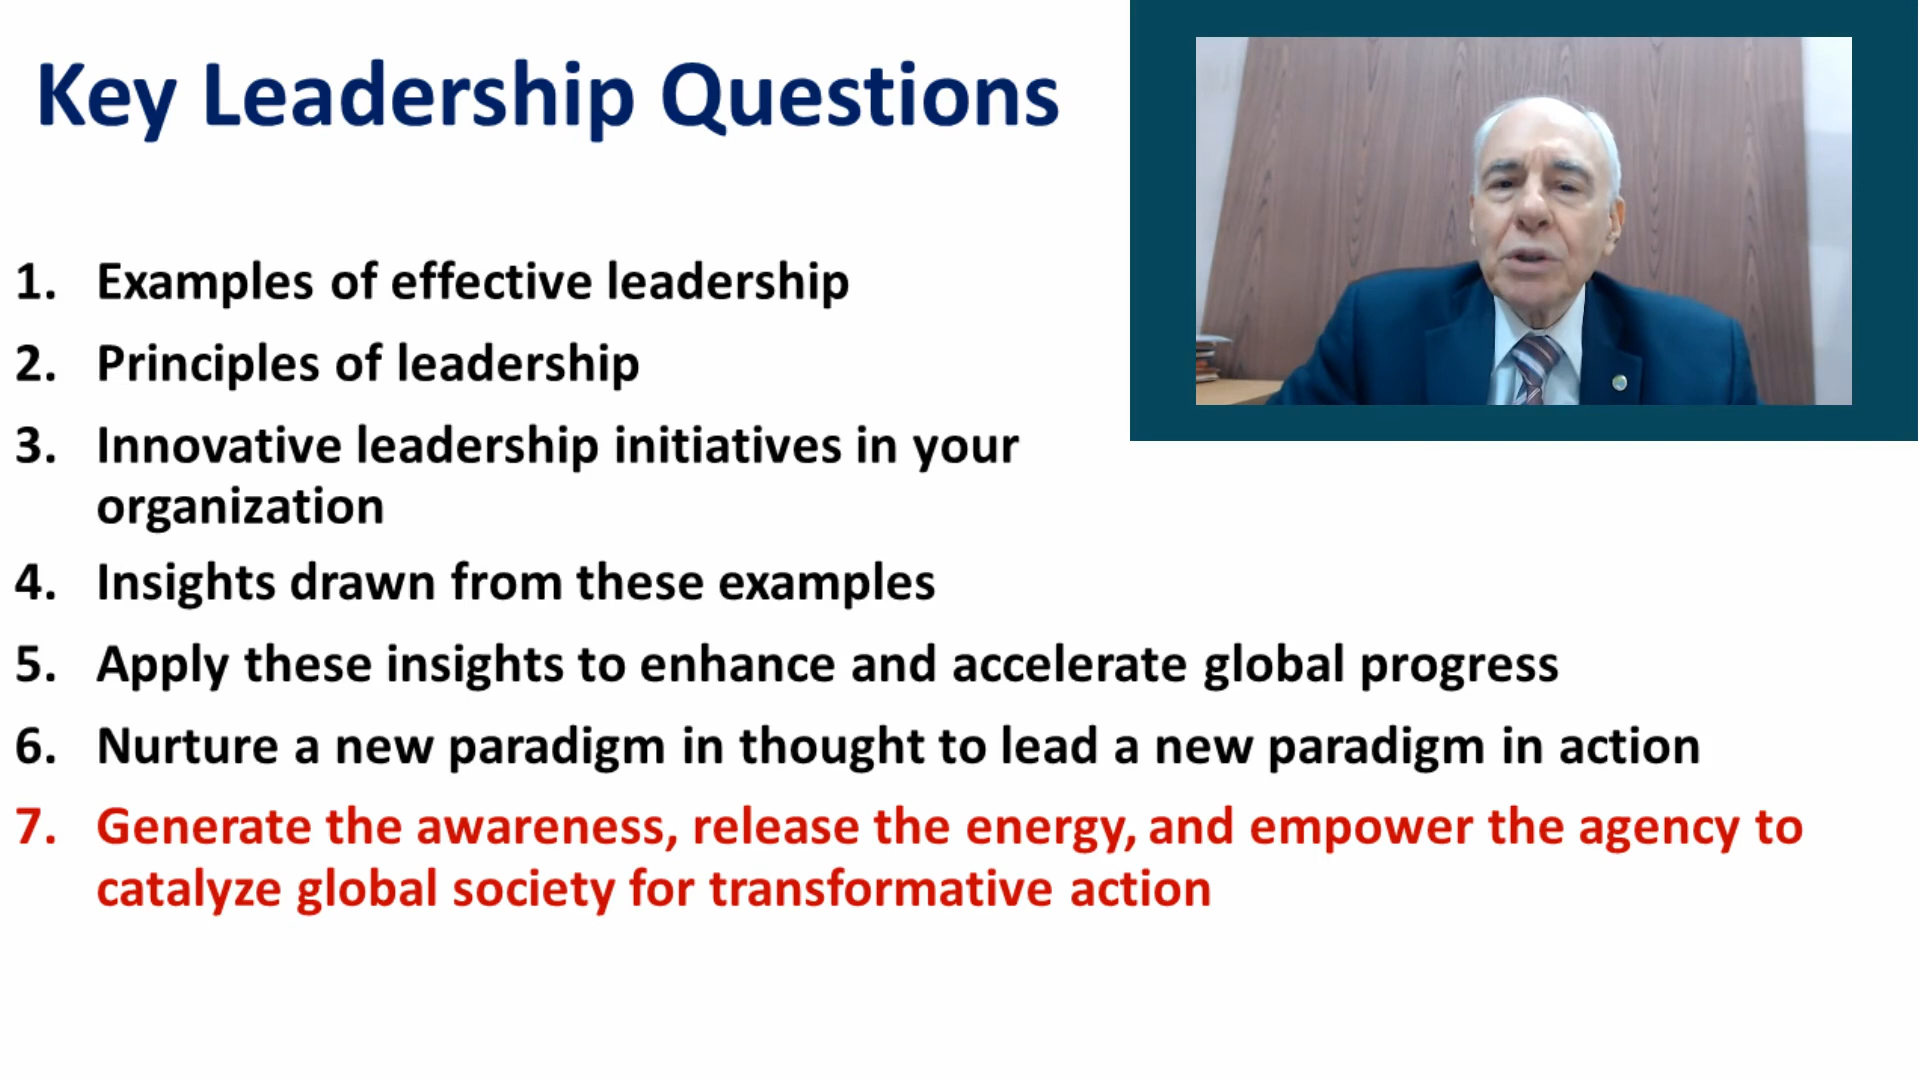 Key Leadership Questions
1. Examples of effective leadership
2. Principles of leadership
3. Innovative leadership initiatives in your
organization
4. Insights drawn from these examples
5. Apply these insights to enhance and accelerate global progress
6. Nurture a new paradigm in thought to lead a new paradigm in action
7. Generate the awareness, release the energy, and empower the agency to
catalyze global society for transformative action